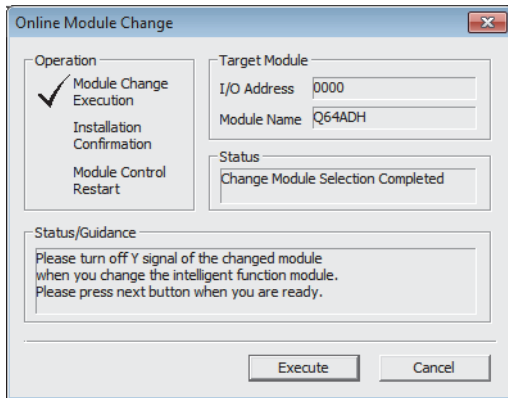 Online Module Change
Operation
Module Change
Execution
Installation
Confirmation
Module Control
Restart
Target Module
I/O Address 0000
Module Name Q64ADH
Status
Change Module Selection Completed
Status/Guidance
Please turn off Y signal of the changed module
when you change the intelligent function module.
Please press next button when you are ready.
Execute
Cancel